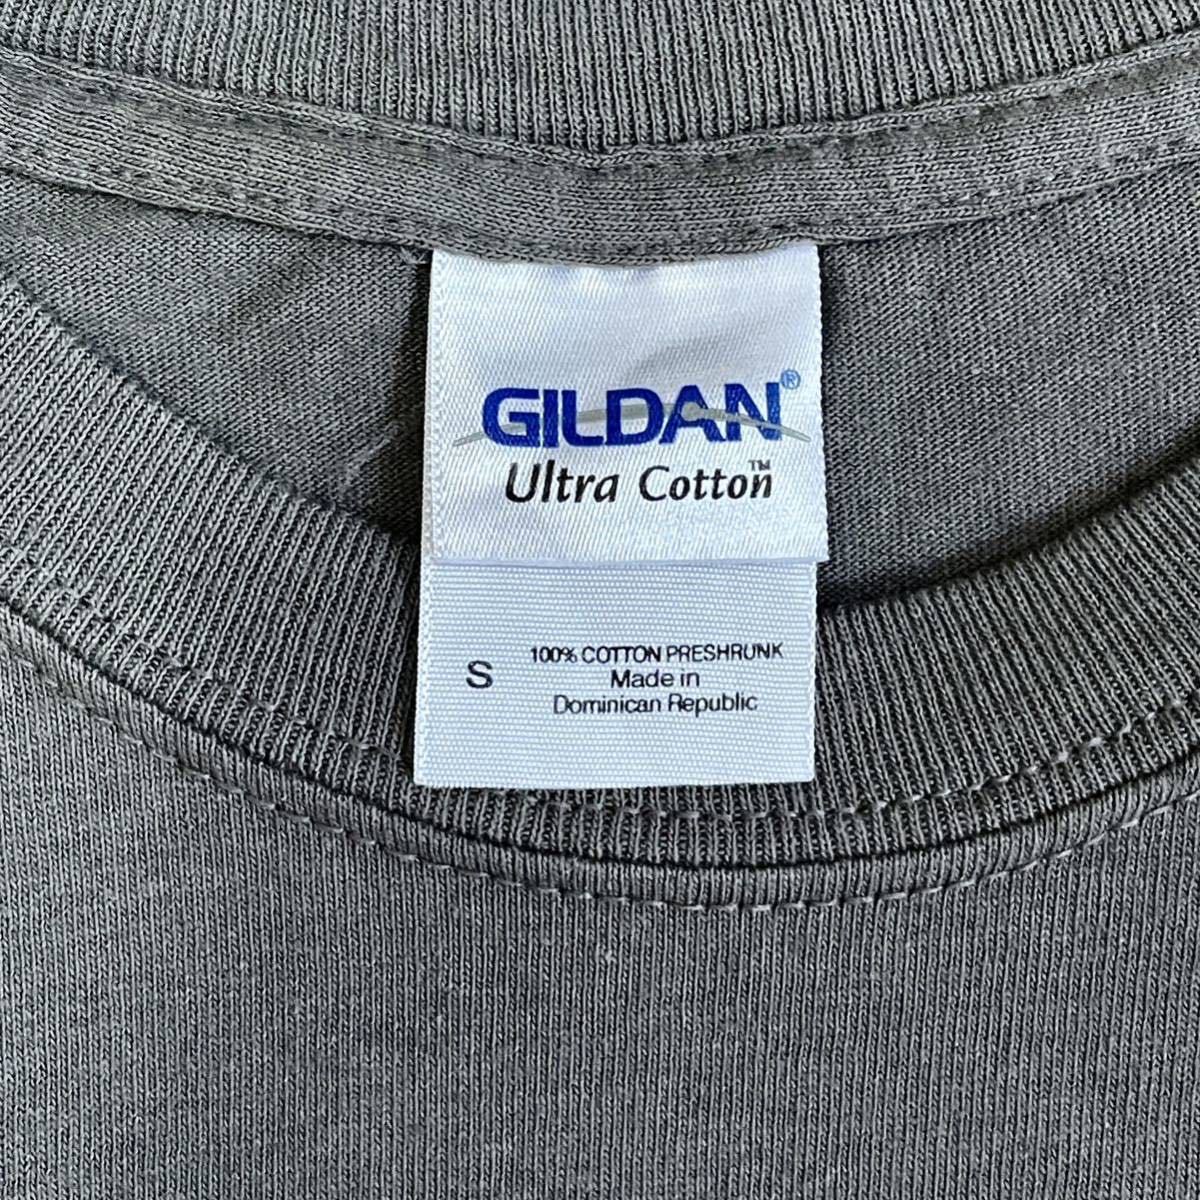 GILDAN®
Ultra Cotton™
S
100% COTTON PRESHRUNK
Made in
Dominican Republic